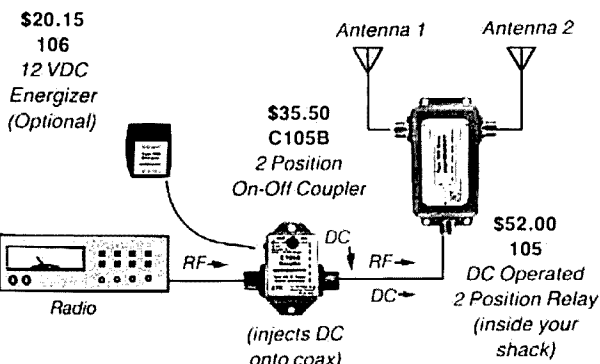 $20.15
106
12 VDC
Energizer
(Optional)
$35.50
C105B
2 Position
On-Off Coupler
Antenna 1
Antenna 2
Radio
RF
DC
RF
DC
(injects DC
onto coax)
$52.00
105
DC Operated
2 Position Relay
(inside your
shack)